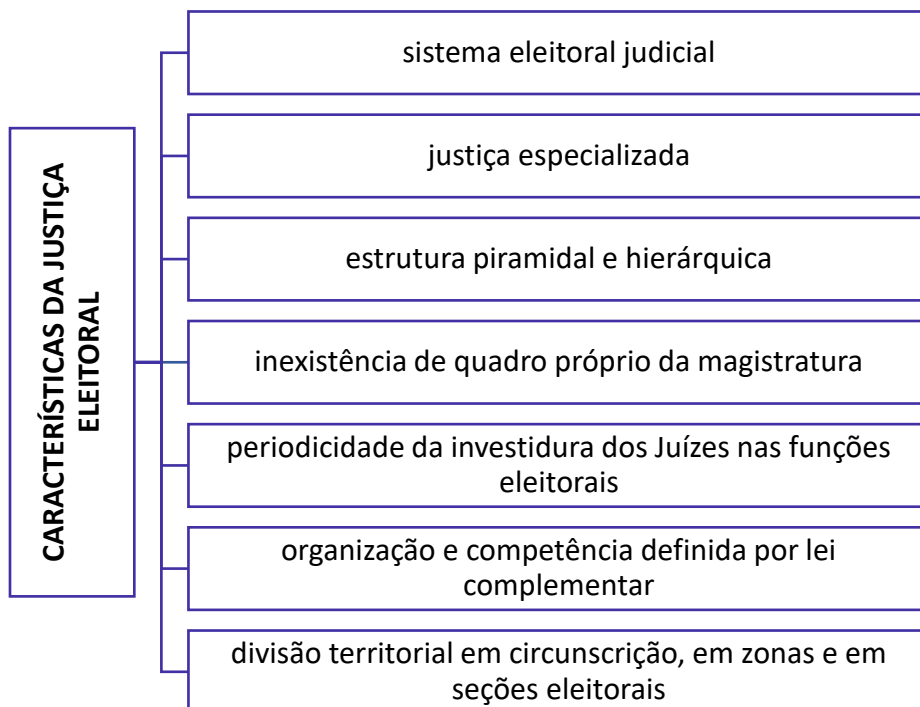 CARACTERÍSTICAS DA JUSTIÇA
ELEITORAL
sistema eleitoral judicial
justiça especializada
estrutura piramidal e hierárquica
inexistência de quadro próprio da magistratura
periodicidade da investidura dos Juízes nas funções
eleitorais
organização e competência definida por lei
complementar
divisão territorial em circunscrição, em zonas e em
seções eleitorais